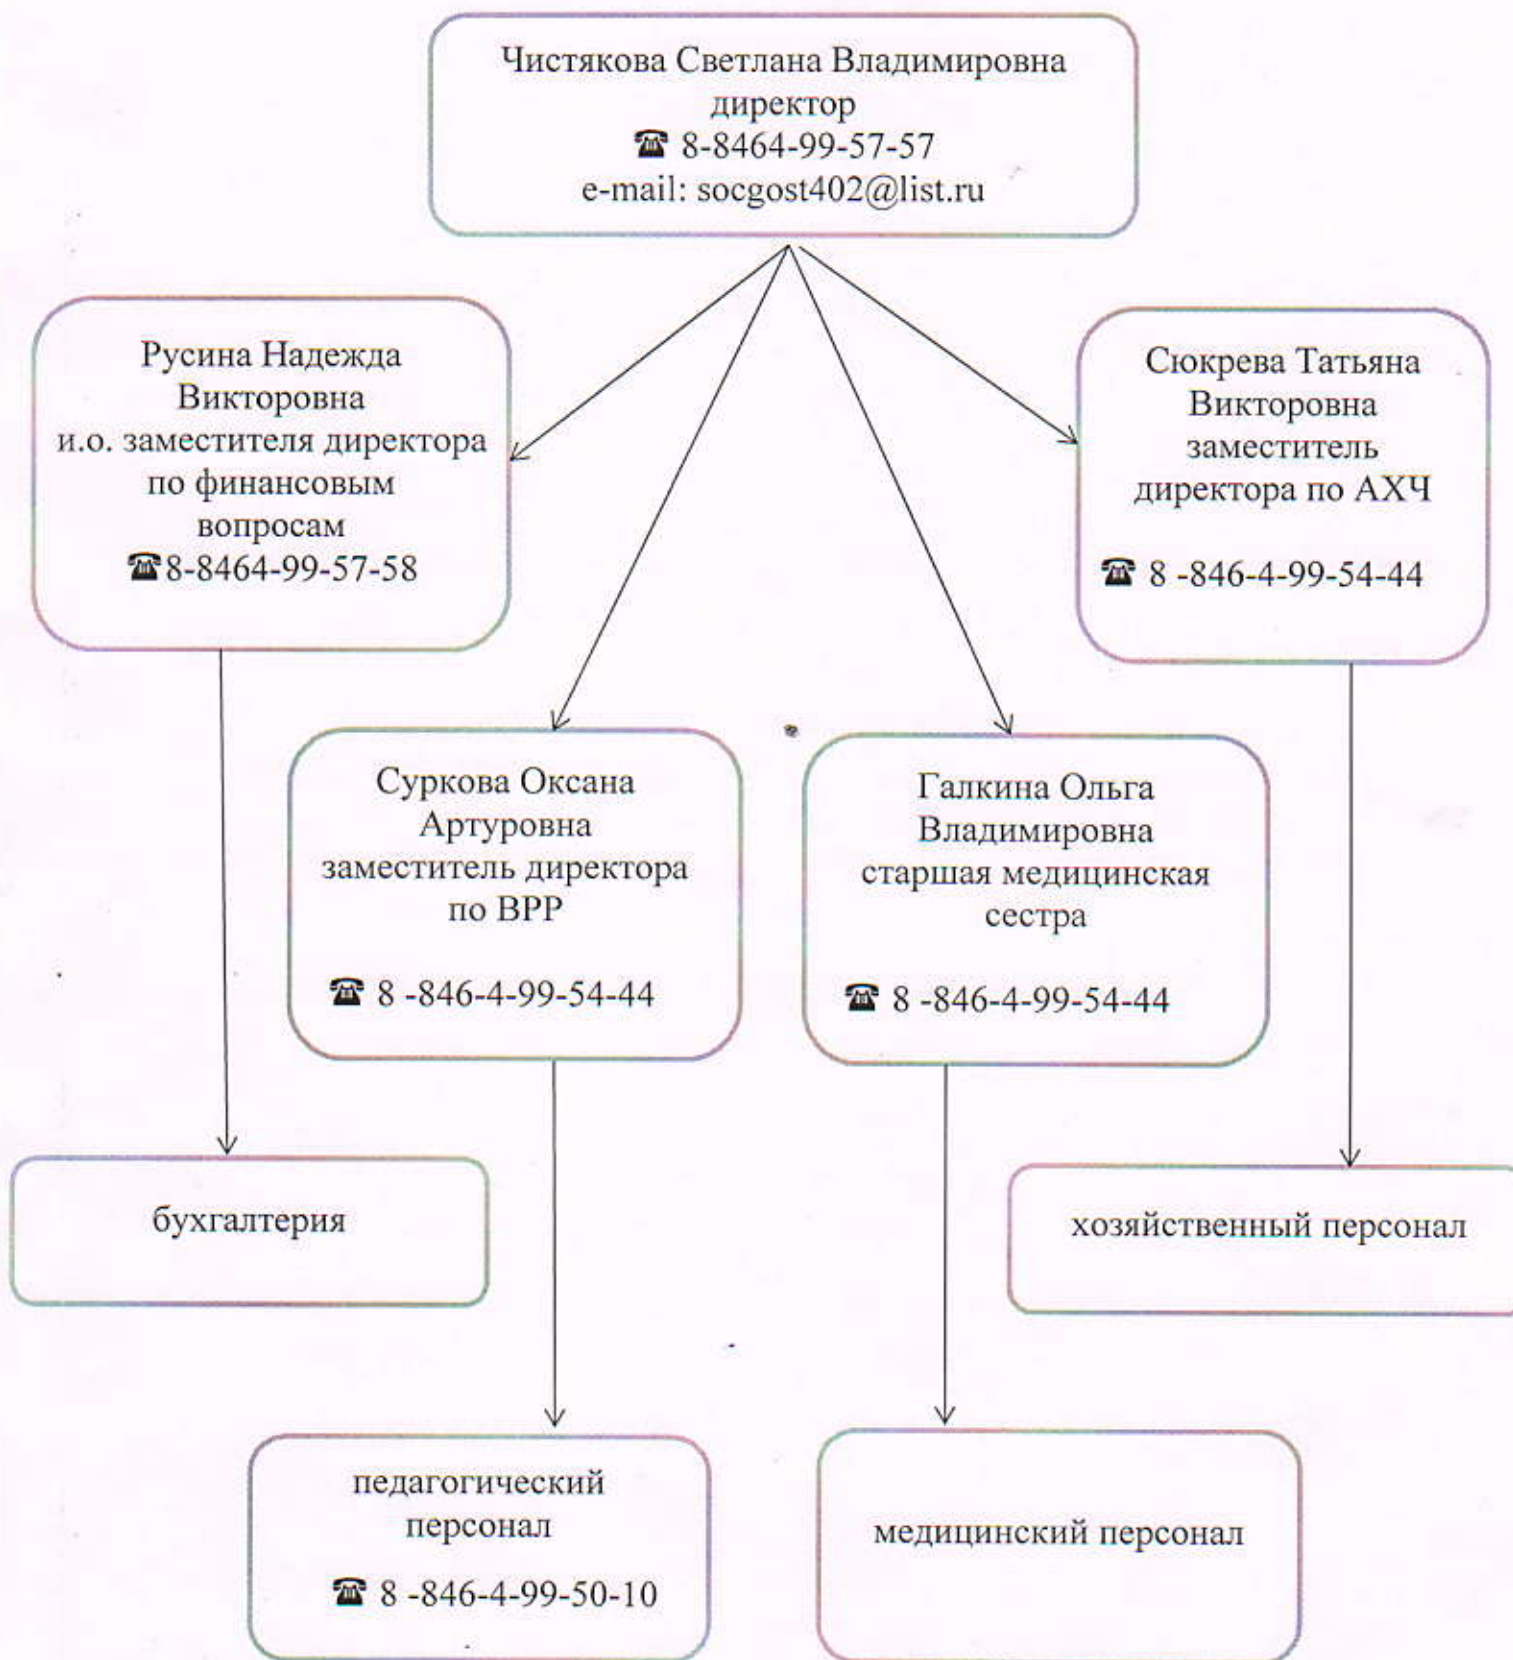 Чистякова Светлана Владимировна
директор
☎ 8-8464-99-57-57
e-mail: socgost402@list.ru
Русина Надежда
Викторовна
и.о. заместителя директора
по финансовым
вопросам
☎8-8464-99-57-58
Сюкрева Татьяна
Викторовна
заместитель
директора по АХЧ
☎ 8 -846-4-99-54-44
Суркова Оксана
Артуровна
заместитель директора
по ВРР
☎ 8 -846-4-99-54-44
Галкина Ольга
Владимировна
старшая медицинская
сестра
☎ 8 -846-4-99-54-44
бухгалтерия
хозяйственный персонал
педагогический
персонал
☎ 8 -846-4-99-50-10
медицинский персонал